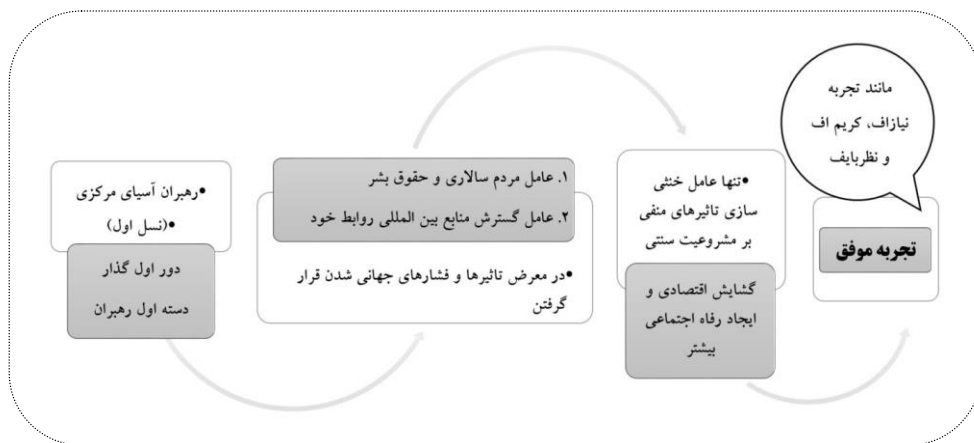 •رهبران آسیای مرکزی
•(نسل اول)
دور اول گذار
دسته اول رهبران
۱. عامل مردم سالاری و حقوق بشر
۲. عامل گسترش منابع بین المللی روابط خود
•در معرض تاثیرها و فشارهای جهانی شدن قرار
گرفتن
•تنها عامل خنثی
سازی تاثیرهای منفی
بر مشروعیت سنتی
گشایش اقتصادی و
ایجاد رفاه اجتماعی
بیشتر
مانند تجربه
نیازاف، کریم اف
و نظربایف
تجربه موفق